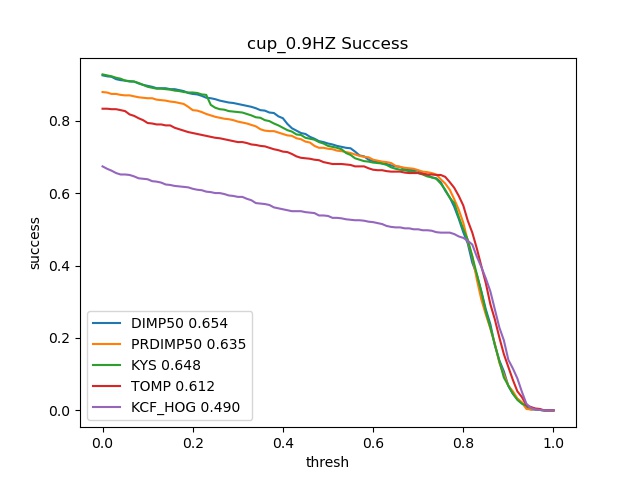 cup_0.9HZ Success
success
0.8
0.6
0.4
0.2
0.0
DIMP50 0.654
PRDIMP50 0.635
KYS 0.648
TOMP 0.612
KCF_HOG 0.490
0.0 0.2 0.4 0.6 0.8 1.0
thresh